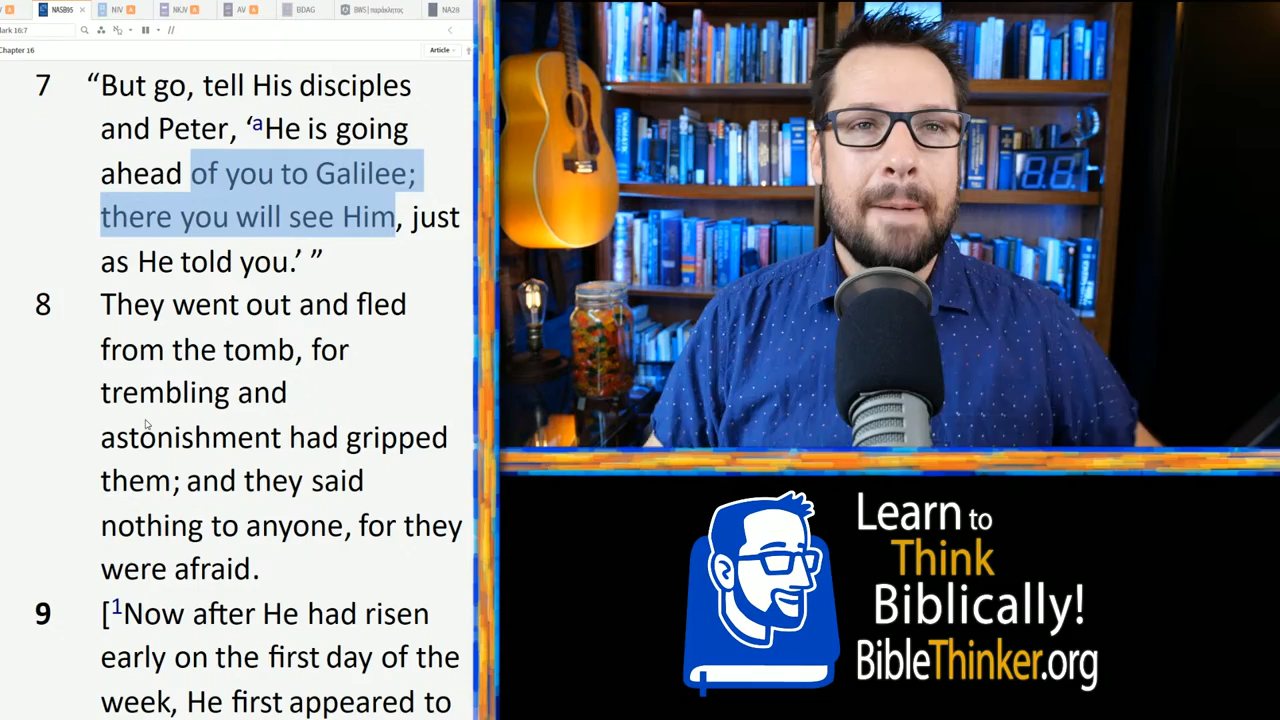 NASB95
NIV
NKJV
AV
BDAG
BWS | παράκλητος
NA28
ark 16:7
Chapter 16
Article
7 “But go, tell His disciples
and Peter, ‘aHe is going
ahead of you to Galilee;
there you will see Him, just
as He told you.’ ”
8 They went out and fled
from the tomb, for
trembling and
astonishment had gripped
them; and they said
nothing to anyone, for they
were afraid.
9 [1Now after He had risen
early on the first day of the
week, He first appeared to
Learn to
Think
Biblically!
BibleThinker.org